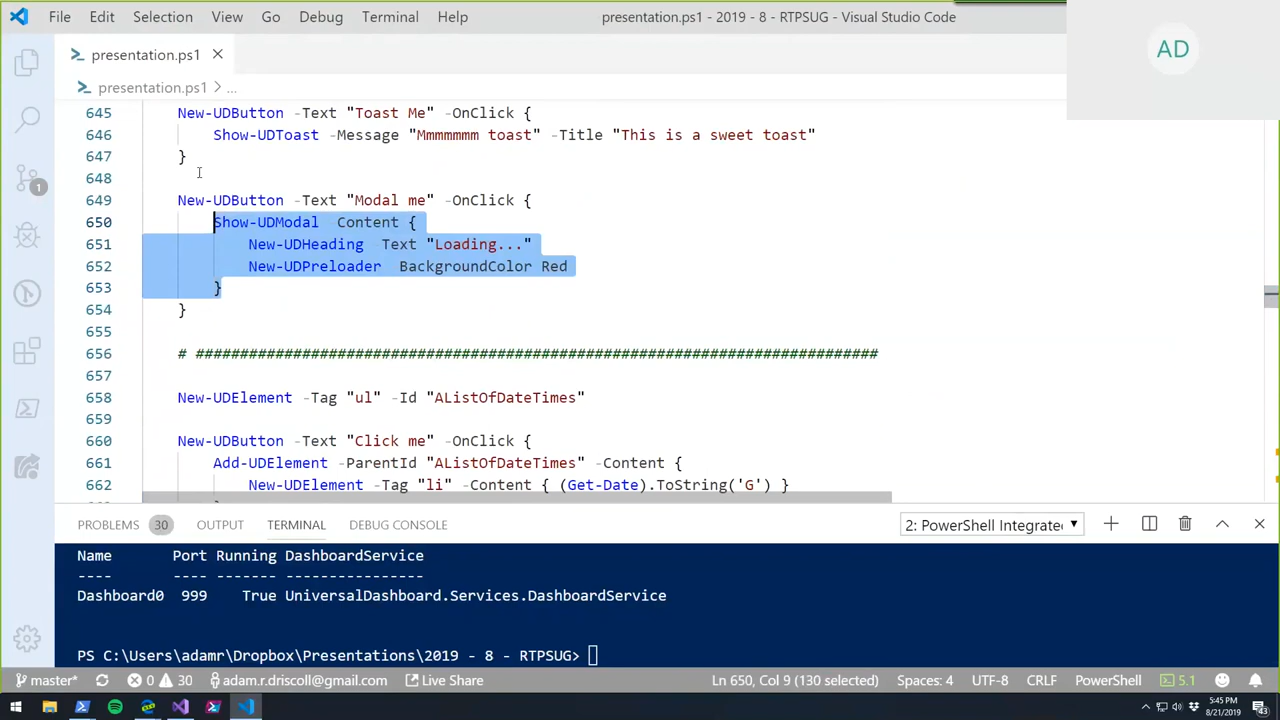 File Edit Selection View Go Debug Terminal Help presentation.ps1 - 2019 - 8 - RTPSUG - Visual Studio Code
AD
presentation.ps1
presentation.ps1 > ...
645 New-UDButton -Text "Toast Me" -OnClick {
646 Show-UDToast -Message "Mmmmmmm toast" -Title "This is a sweet toast"
647 }
648
649 New-UDButton -Text "Modal me" -OnClick {
650 Show-UDModal -Content {
651 New-UDHeading -Text "Loading..."
652 New-UDPreloader -BackgroundColor Red
653 }
654 }
655
656 # #############################################################################
657
658 New-UDElement -Tag "ul" -Id "AListOfDateTimes"
659
660 New-UDButton -Text "Click me" -OnClick {
661 Add-UDElement -ParentId "AListOfDateTimes" -Content {
662 New-UDElement -Tag "li" -Content { (Get-Date).ToString('G') }
1
PROBLEMS 30 OUTPUT TERMINAL DEBUG CONSOLE 2: PowerShell Integrated
Name Port Running DashboardService
---- ---- ------- ----------------
Dashboard0 999 True UniversalDashboard.Services.DashboardService
PS C:\Users\adamr\Dropbox\Presentations\2019 - 8 - RTPSUG>
master* 0 30 adam.r.driscoll@gmail.com Live Share Ln 650, Col 9 (130 selected) Spaces: 4 UTF-8 CRLF PowerShell 5.1
5:45 PM
8/21/2019
43